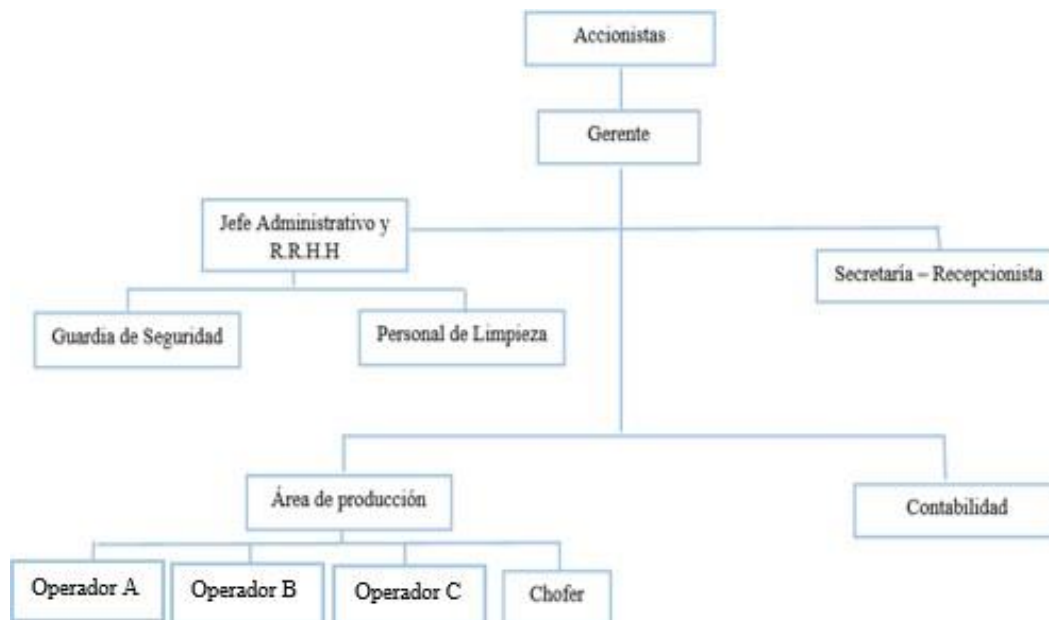 Accionistas
Gerente
Jefe Administrativo y
R.R.H.H
Secretaría – Recepcionista
Guardia de Seguridad
Personal de Limpieza
Área de producción
Contabilidad
Operador A
Operador B
Operador C
Chofer